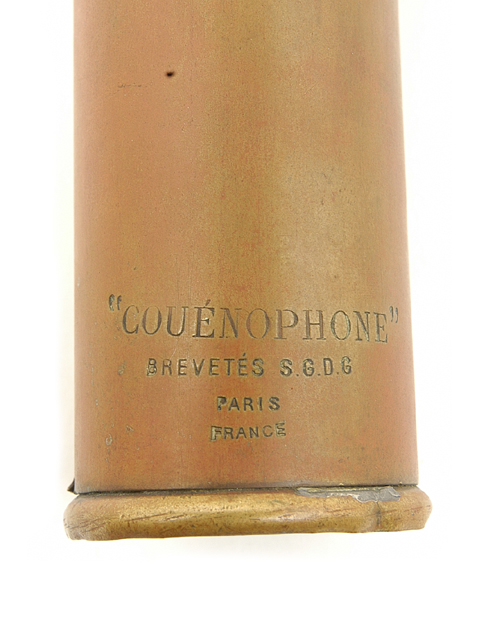 "COUÉNOPHONE"
BREVETÉS S.G.D.G
PARIS
FRANCE